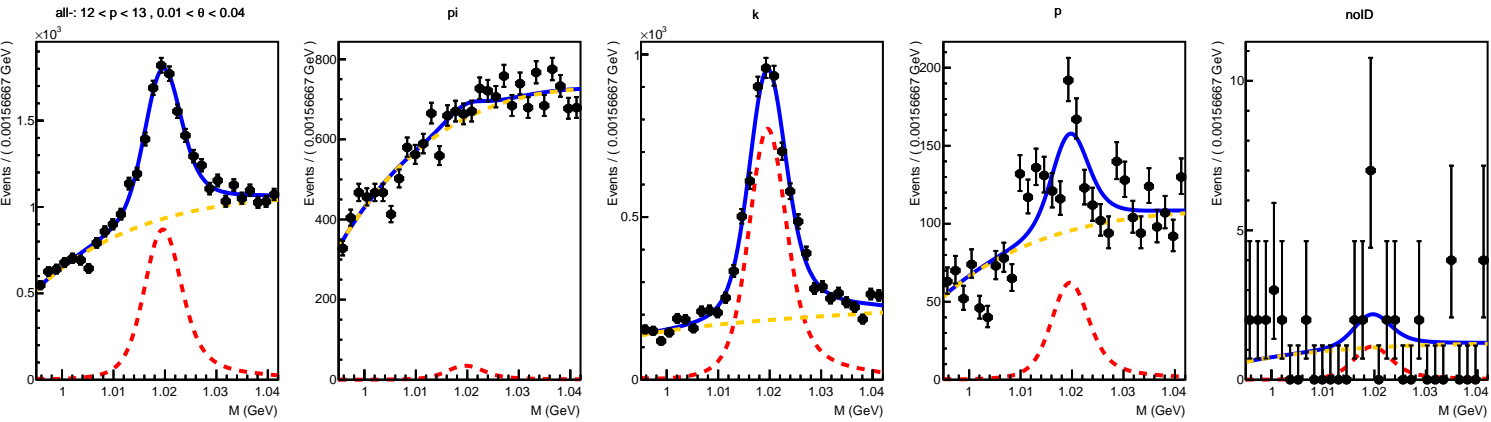 all-: 12 < p < 13 , 0.01 < θ < 0.04
×10³
Events / ( 0.00156667 GeV )
1.5
1
0.5
0
1 1.01 1.02 1.03 1.04
M (GeV)
pi
Events / ( 0.00156667 GeV )
800
600
400
200
0
1 1.01 1.02 1.03 1.04
M (GeV)
k
×10³
Events / ( 0.00156667 GeV )
1
0.5
0
1 1.01 1.02 1.03 1.04
M (GeV)
p
Events / ( 0.00156667 GeV )
200
150
100
50
0
1 1.01 1.02 1.03 1.04
M (GeV)
noID
Events / ( 0.00156667 GeV )
10
5
0
1 1.01 1.02 1.03 1.04
M (GeV)